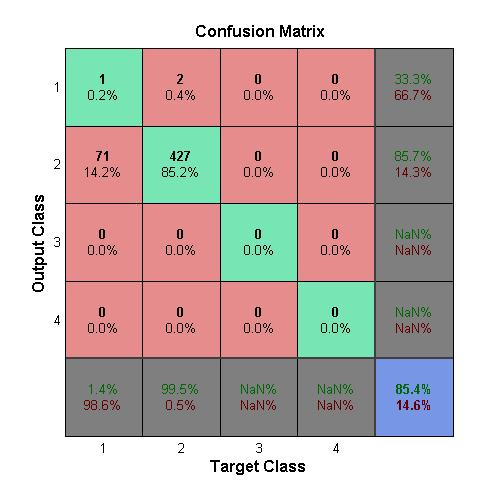 Confusion Matrix
Output Class
1
1 2 0 0 33.3%
0.2% 0.4% 0.0% 0.0% 66.7%
2
71 427 0 0 85.7%
14.2% 85.2% 0.0% 0.0% 14.3%
3
0 0 0 0 NaN%
0.0% 0.0% 0.0% 0.0% NaN%
4
0 0 0 0 NaN%
0.0% 0.0% 0.0% 0.0% NaN%
1.4% 99.5% NaN% NaN% 85.4%
98.6% 0.5% NaN% NaN% 14.6%
1 2 3 4
Target Class